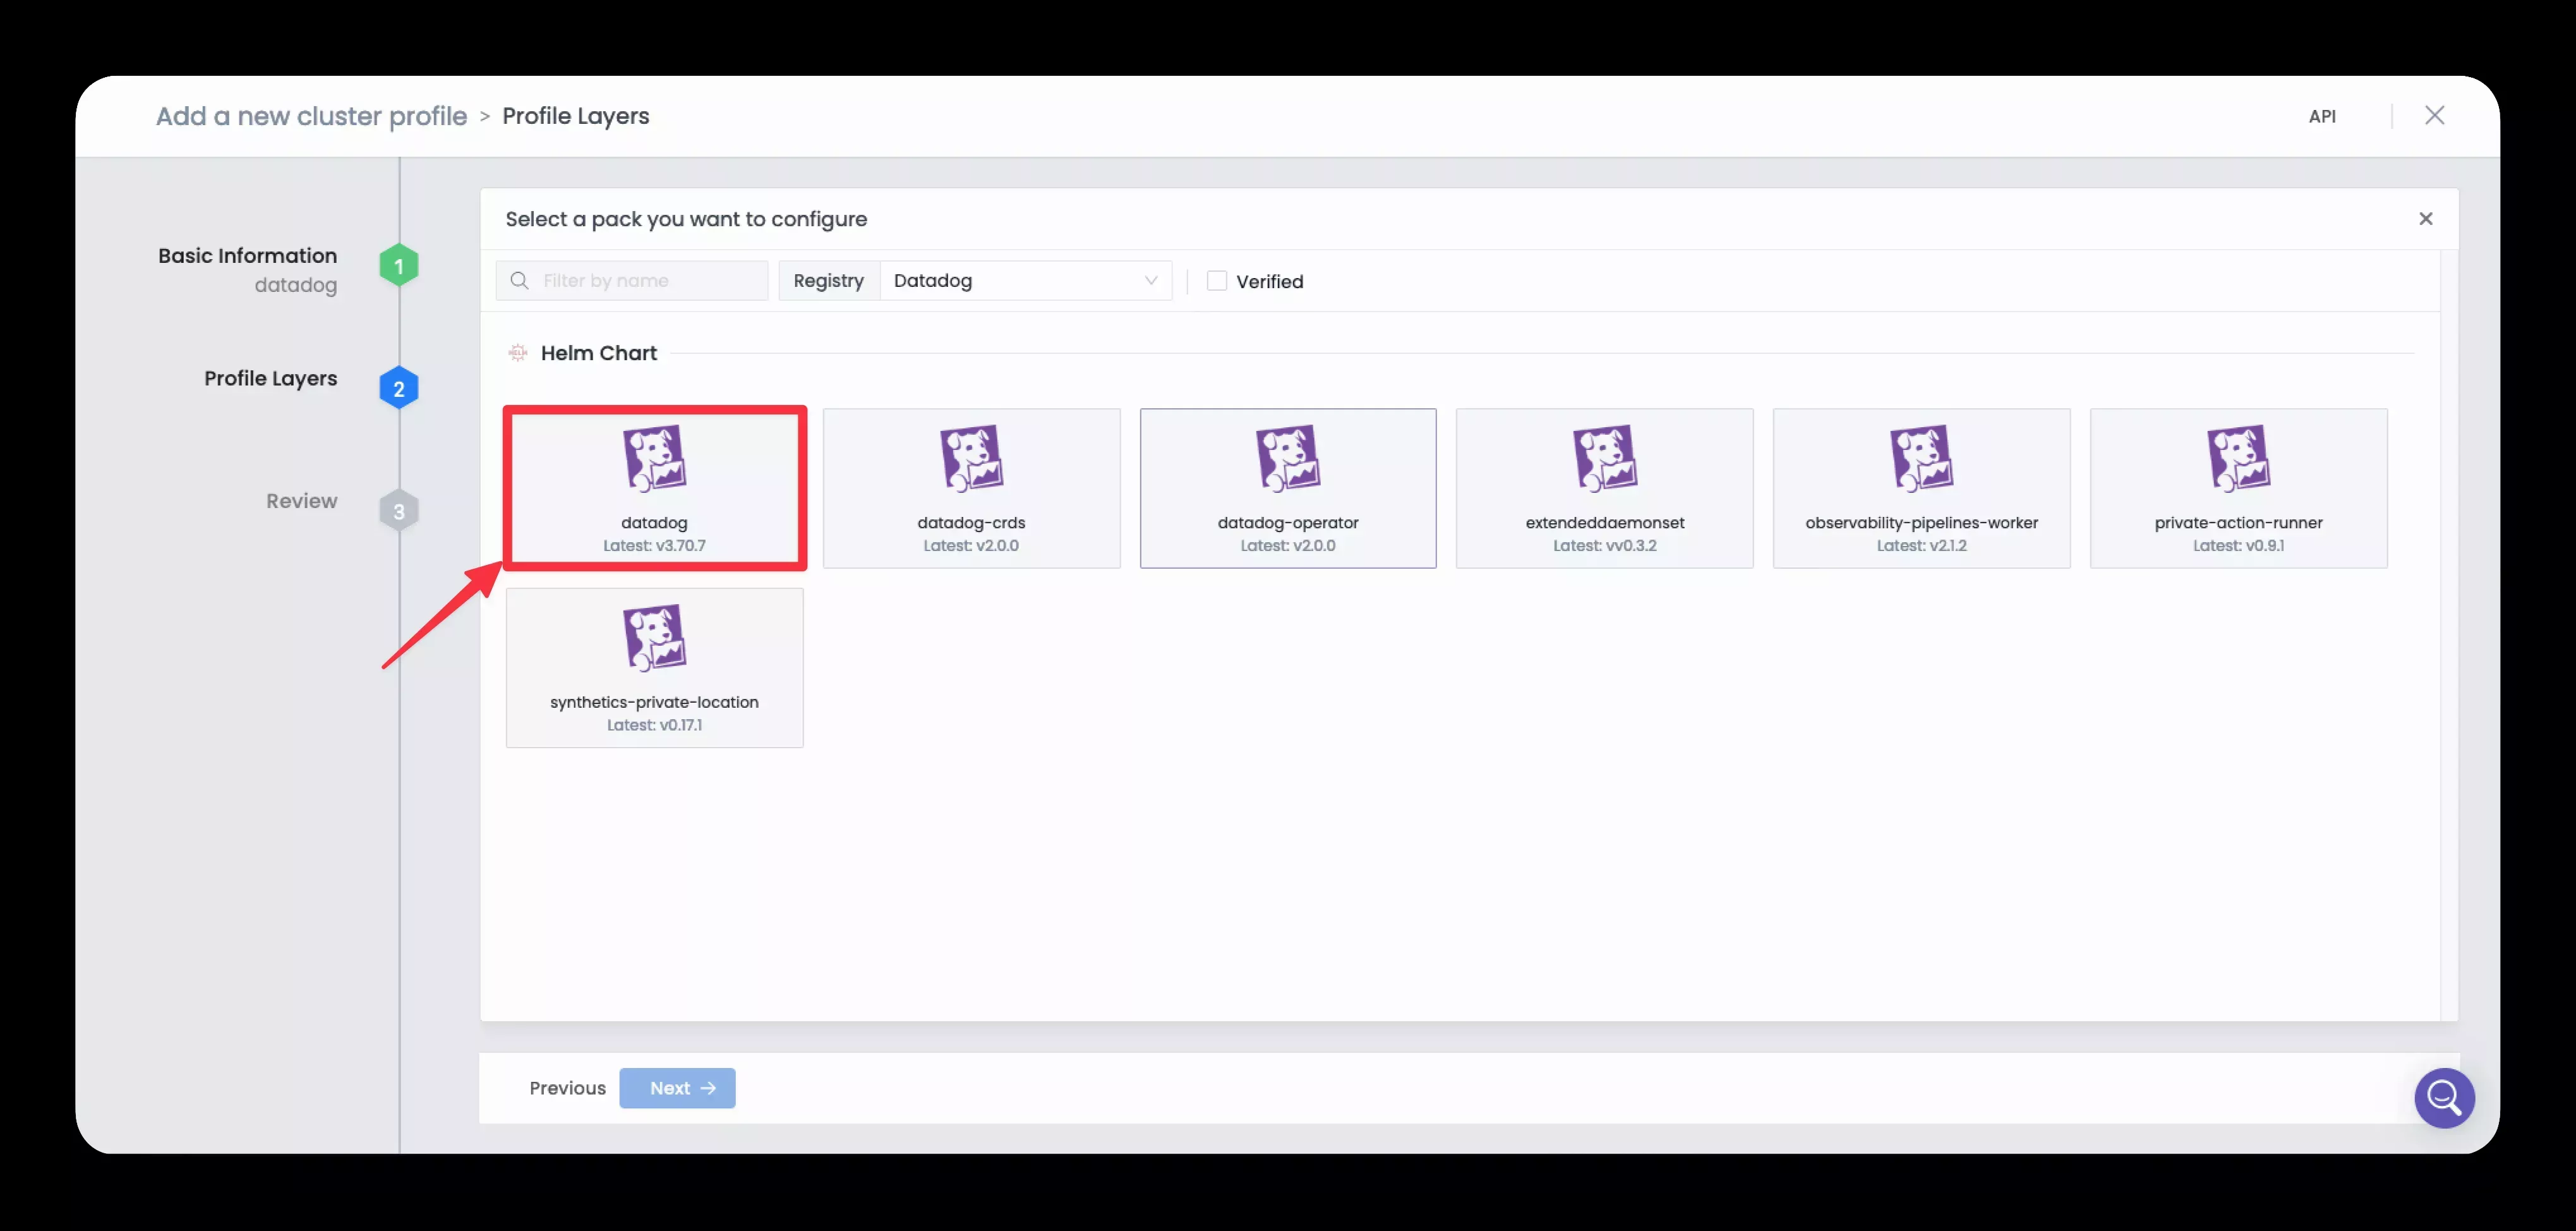 Add a new cluster profile > Profile Layers
API
Basic Information
datadog
1
Profile Layers
2
Review
3
Select a pack you want to configure
Filter by name
Registry
Datadog
Verified
HELM
Helm Chart
datadog
Latest: v3.70.7
datadog-crds
Latest: v2.0.0
datadog-operator
Latest: v2.0.0
extendeddaemonset
Latest: vv0.3.2
observability-pipelines-worker
Latest: v2.1.2
private-action-runner
Latest: v0.9.1
synthetics-private-location
Latest: v0.17.1
Previous
Next →